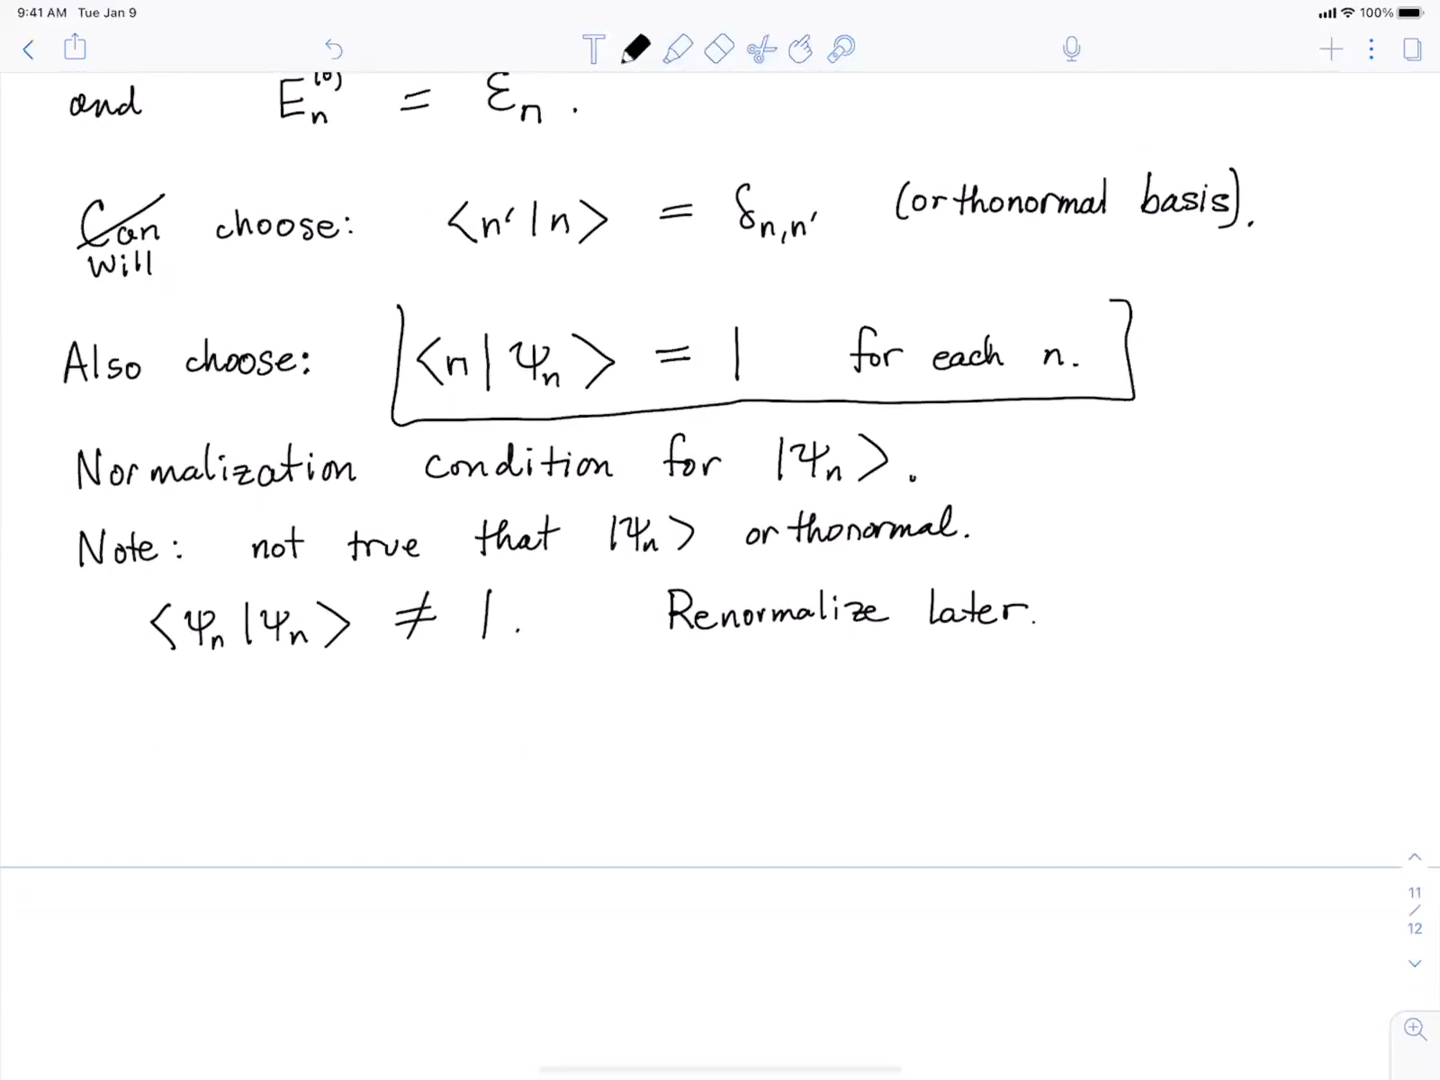 9:41 AM Tue Jan 9 100%
T
and E_n^(0) = ε_n .
Can choose: <n'|n> = δ_n,n' (orthonormal basis).
Will
Also choose: <n|Ψ_n> = 1 for each n.
Normalization condition for |Ψ_n>.
Note: not true that |Ψ_n> orthonormal.
<Ψ_n|Ψ_n> ≠ 1. Renormalize later.
11
/
12